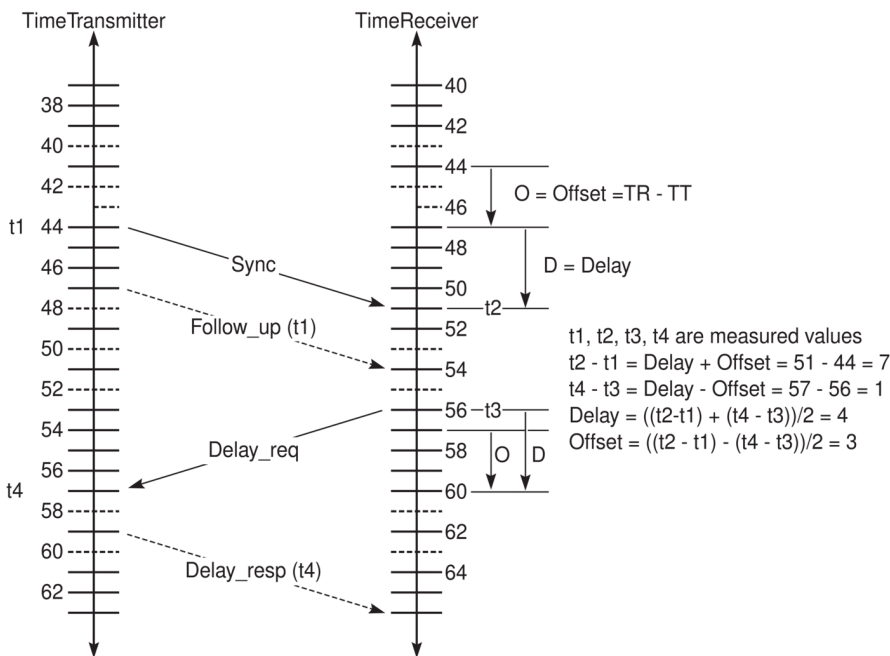 TimeTransmitter
TimeReceiver
38
40
42
t1 44
46
48
50
52
54
56
t4
58
60
62
40
42
44
46
48
50
t2
52
54
56 t3
58
60
62
64
Sync
Follow_up (t1)
Delay_req
Delay_resp (t4)
O = Offset =TR - TT
D = Delay
O
D
t1, t2, t3, t4 are measured values
t2 - t1 = Delay + Offset = 51 - 44 = 7
t4 - t3 = Delay - Offset = 57 - 56 = 1
Delay = ((t2-t1) + (t4 - t3))/2 = 4
Offset = ((t2 - t1) - (t4 - t3))/2 = 3